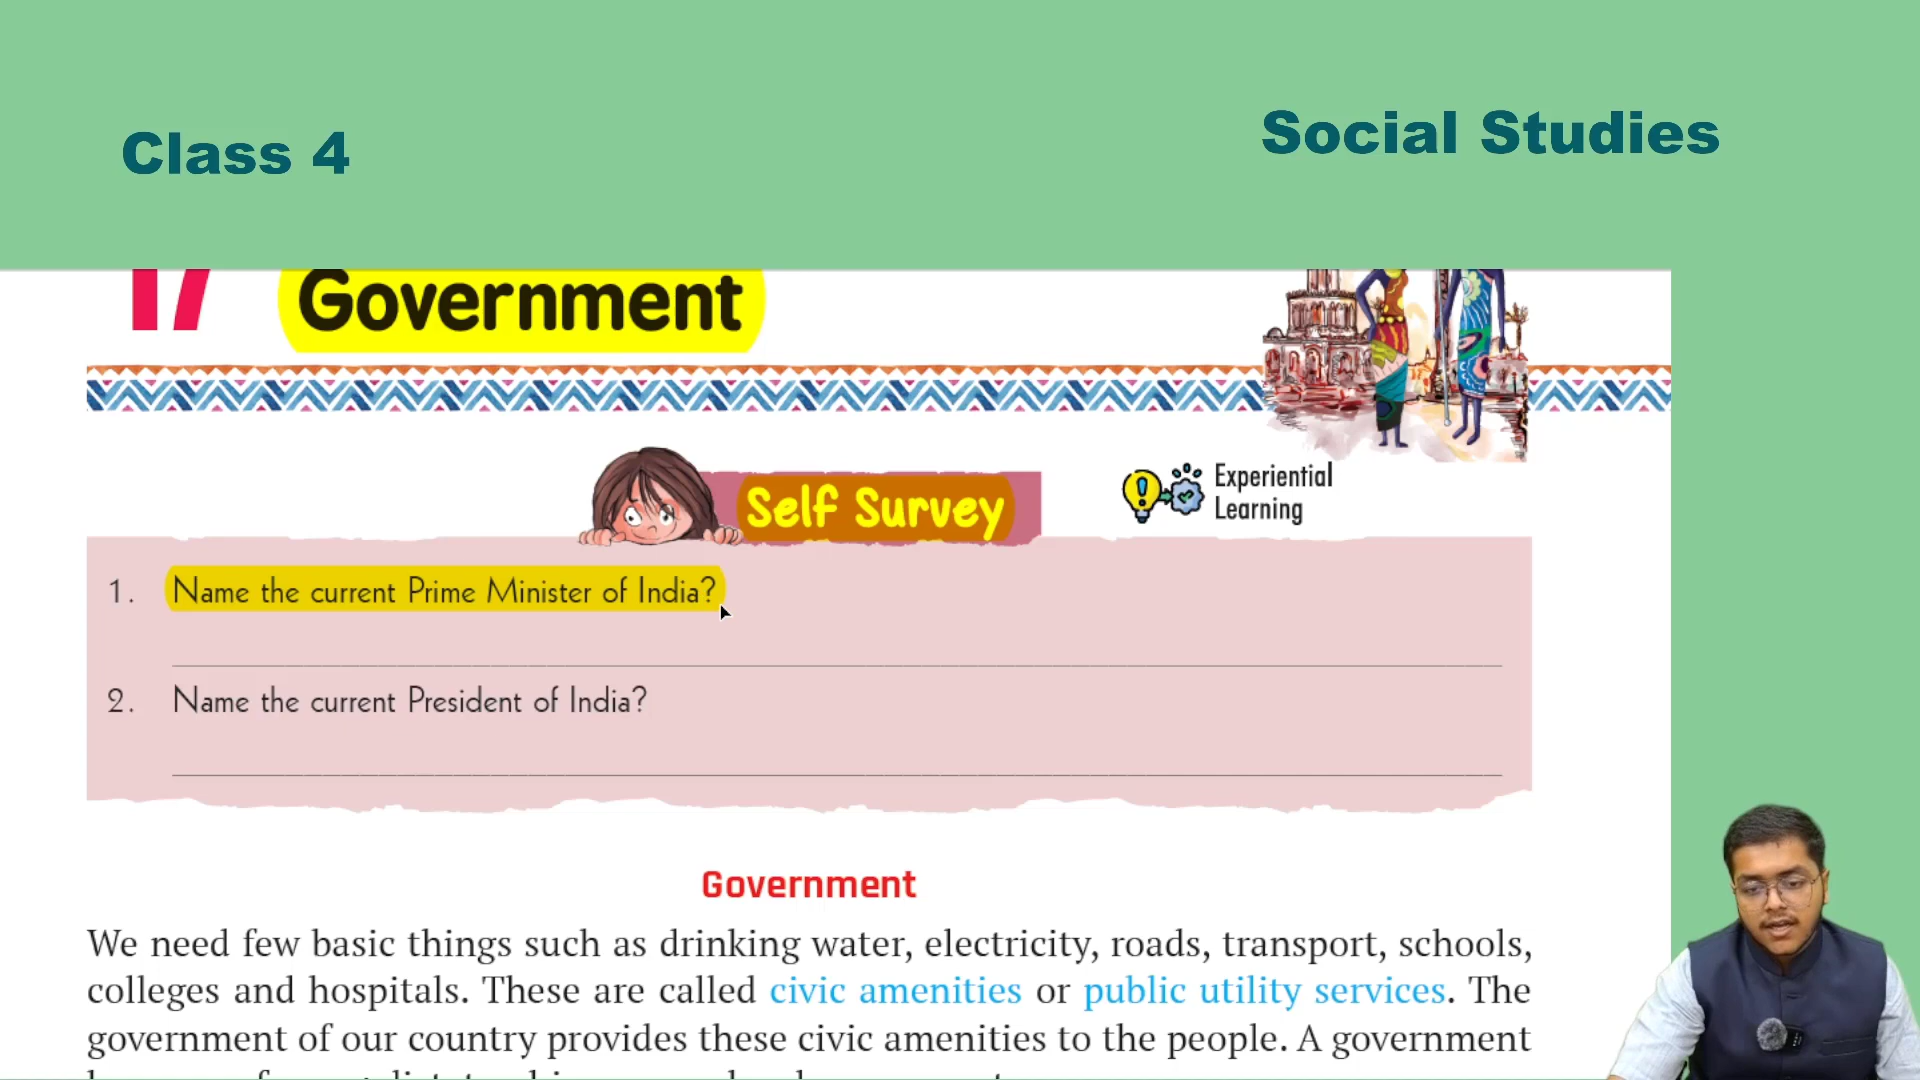 Class 4
Social Studies
17
Government
Self Survey
Experiential
Learning
1. Name the current Prime Minister of India?
2. Name the current President of India?
Government
We need few basic things such as drinking water, electricity, roads, transport, schools,
colleges and hospitals. These are called civic amenities or public utility services. The
government of our country provides these civic amenities to the people. A government